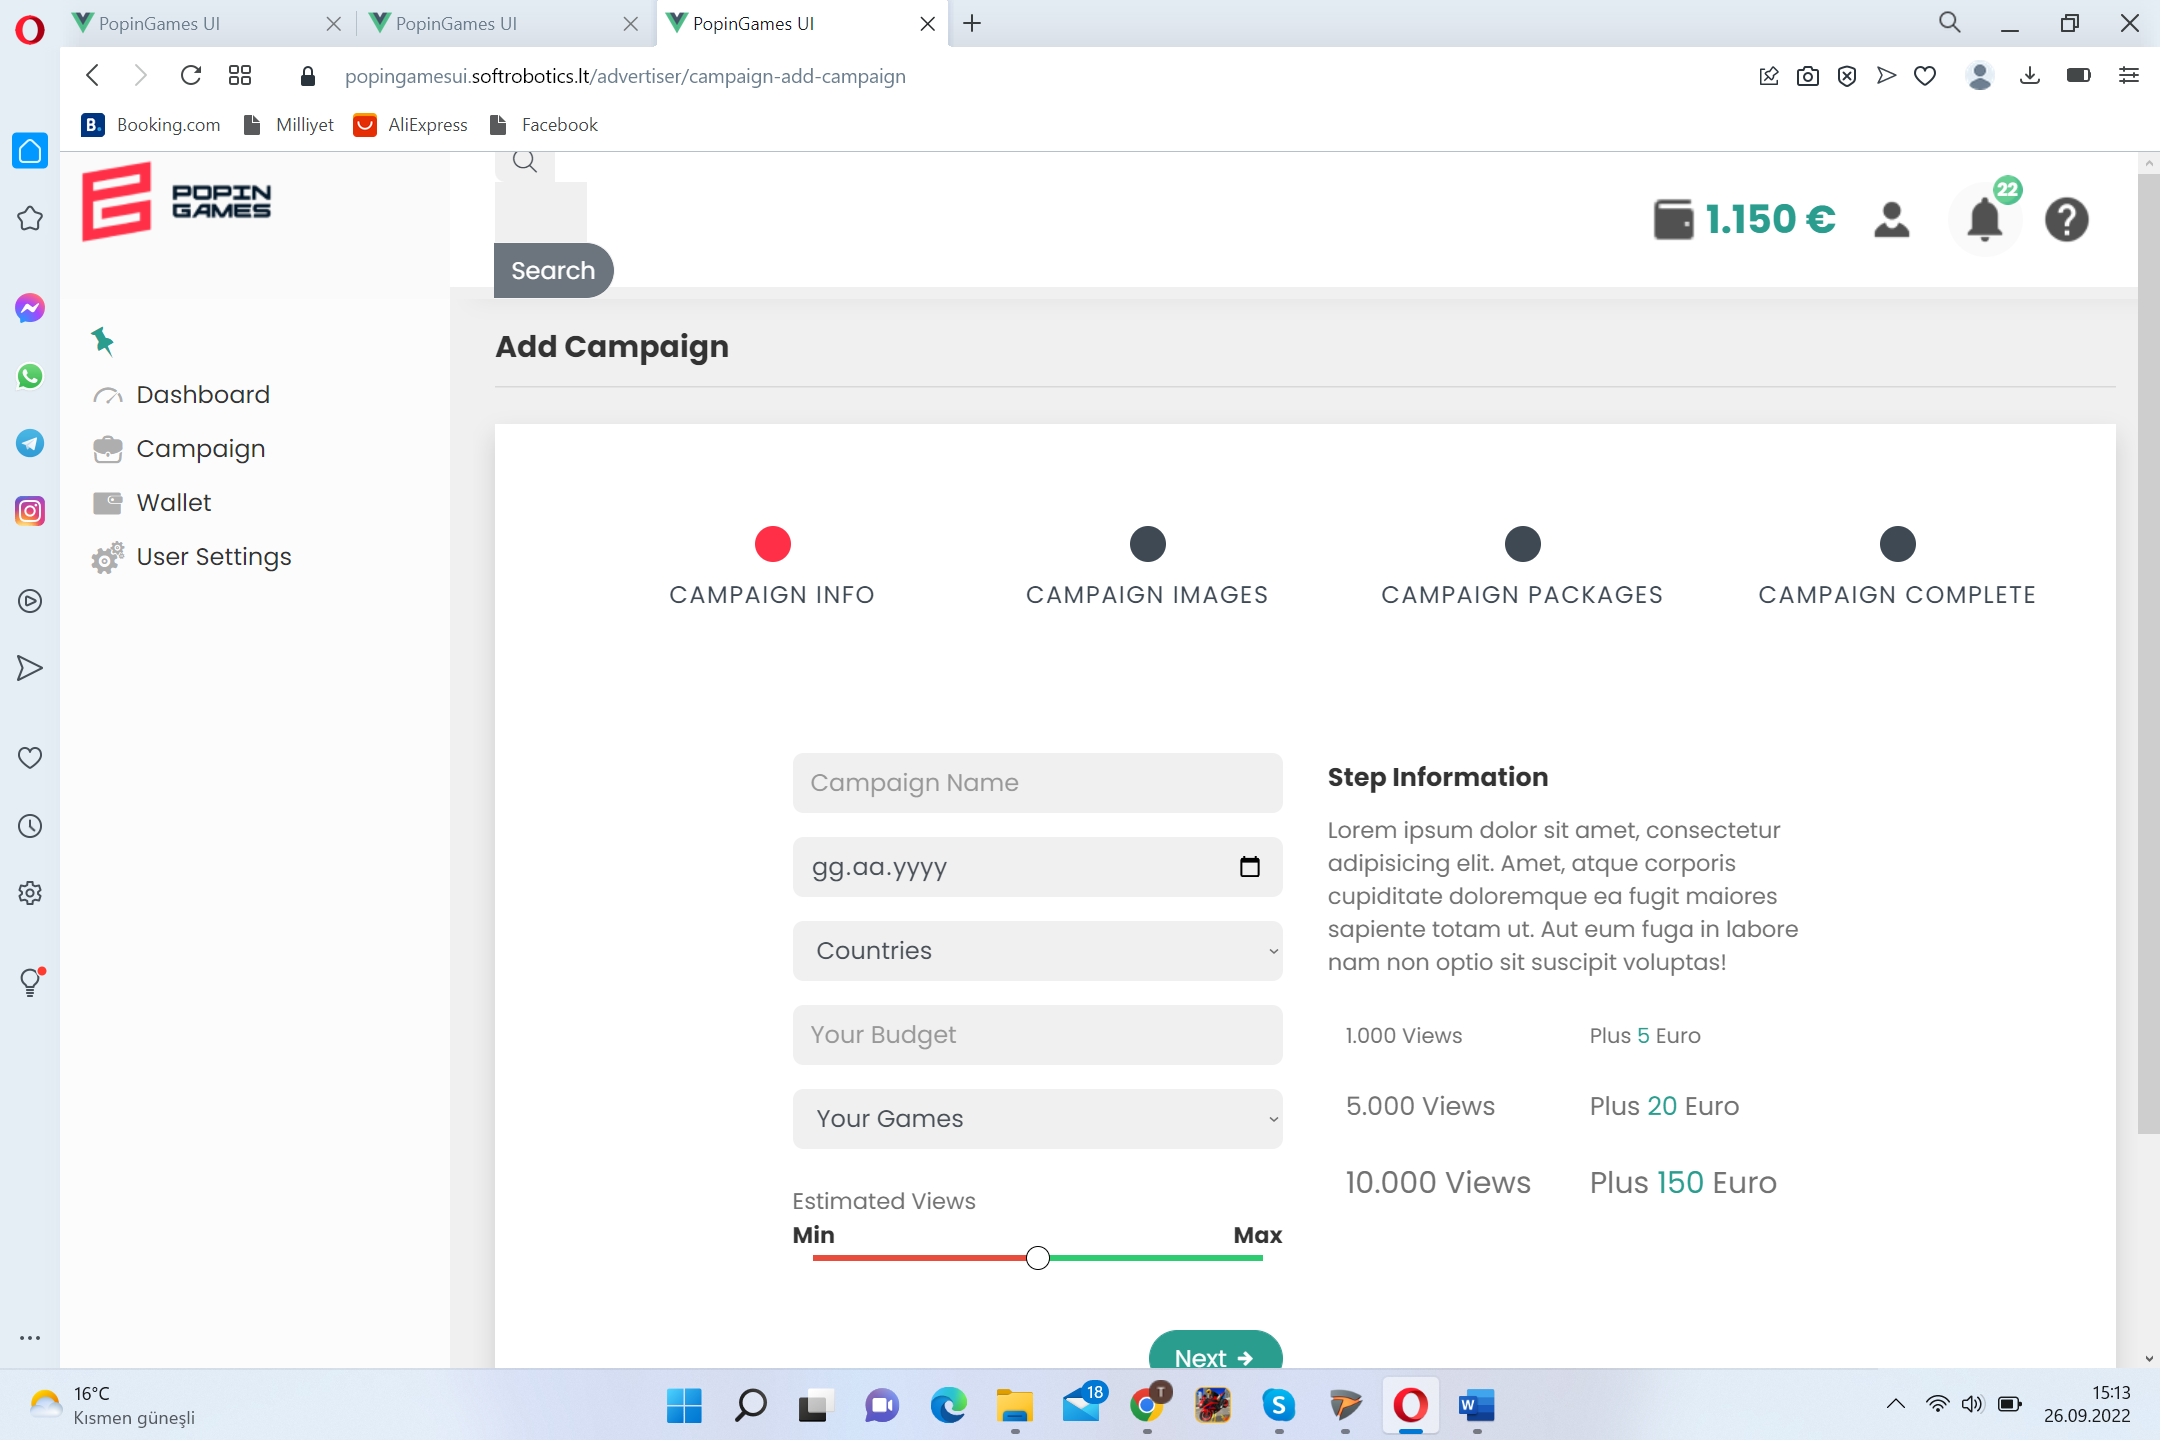 PopinGames UI
PopinGames UI
PopinGames UI
popingamesui.softrobotics.lt/advertiser/campaign-add-campaign
B. Booking.com
Milliyet
AliExpress
Facebook
POPIN
GAMES
Search
1.150 €
22
Dashboard
Campaign
Wallet
User Settings
Add Campaign
CAMPAIGN INFO
CAMPAIGN IMAGES
CAMPAIGN PACKAGES
CAMPAIGN COMPLETE
Campaign Name
gg.aa.yyyy
Countries
Your Budget
Your Games
Estimated Views
Min
Max
Next
Step Information
Lorem ipsum dolor sit amet, consectetur
adipisicing elit. Amet, atque corporis
cupiditate doloremque ea fugit maiores
sapiente totam ut. Aut eum fuga in labore
nam non optio sit suscipit voluptas!
1.000 Views Plus 5 Euro
5.000 Views Plus 20 Euro
10.000 Views Plus 150 Euro
16°C
Kısmen güneşli
18
T
S
W
15:13
26.09.2022